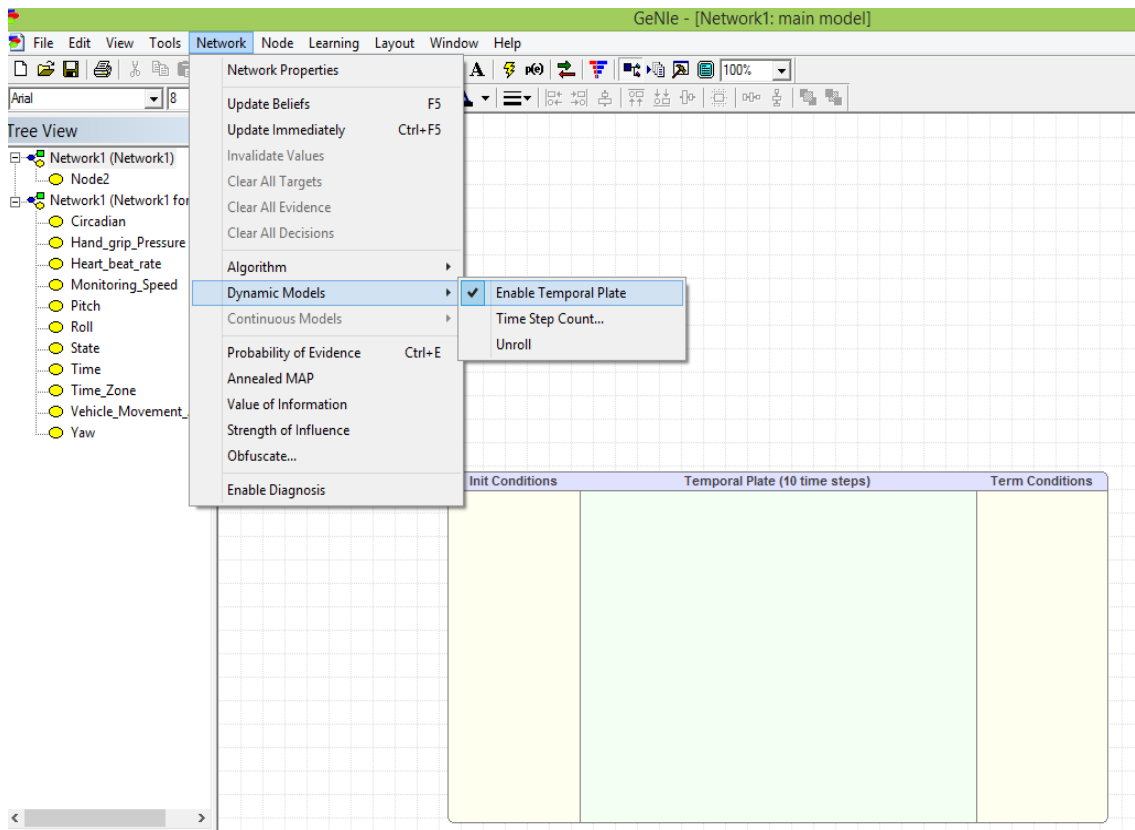 GeNIe - [Network1: main model]
File Edit View Tools Network Node Learning Layout Window Help
A p(θ) 100%
Arial 8
Tree View
Network1 (Network1)
Node2
Network1 (Network1 for
Circadian
Hand_grip_Pressure
Heart_beat_rate
Monitoring_Speed
Pitch
Roll
State
Time
Time_Zone
Vehicle_Movement_
Yaw
Network Properties
Update Beliefs F5
Update Immediately Ctrl+F5
Invalidate Values
Clear All Targets
Clear All Evidence
Clear All Decisions
Algorithm
Dynamic Models
Continuous Models
Probability of Evidence Ctrl+E
Annealed MAP
Value of Information
Strength of Influence
Obfuscate...
Enable Diagnosis
Enable Temporal Plate
Time Step Count...
Unroll
Init Conditions Temporal Plate (10 time steps) Term Conditions